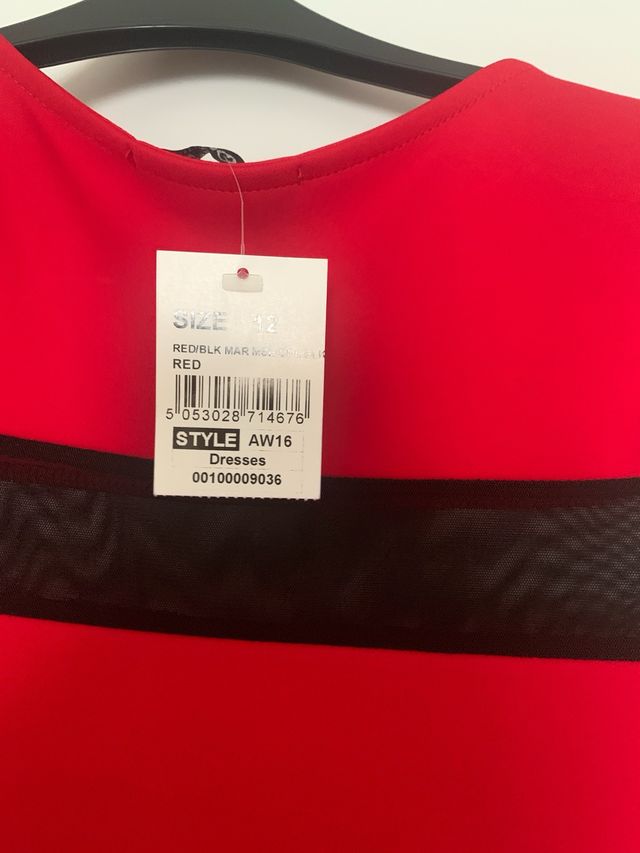 SIZE 12
RED/BLK MAR
RED
5 053028 714676
STYLE AW16
Dresses
00100009036